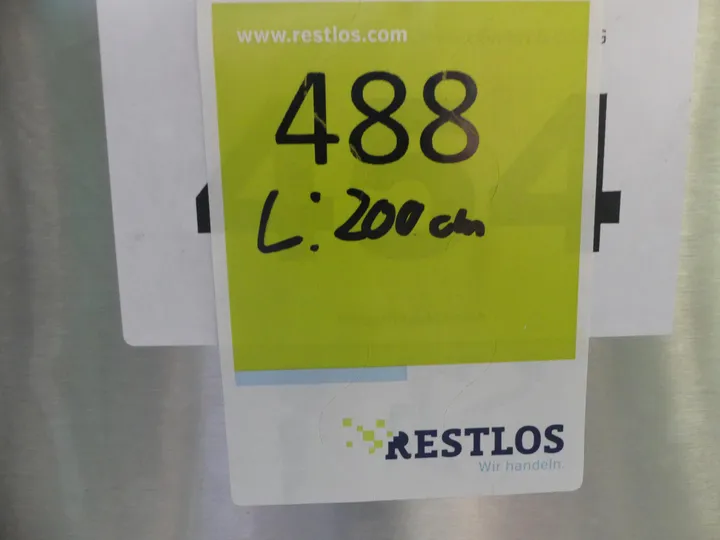 www.restlos.com
488
L: 200 cm
RESTLOS
Wir handeln.